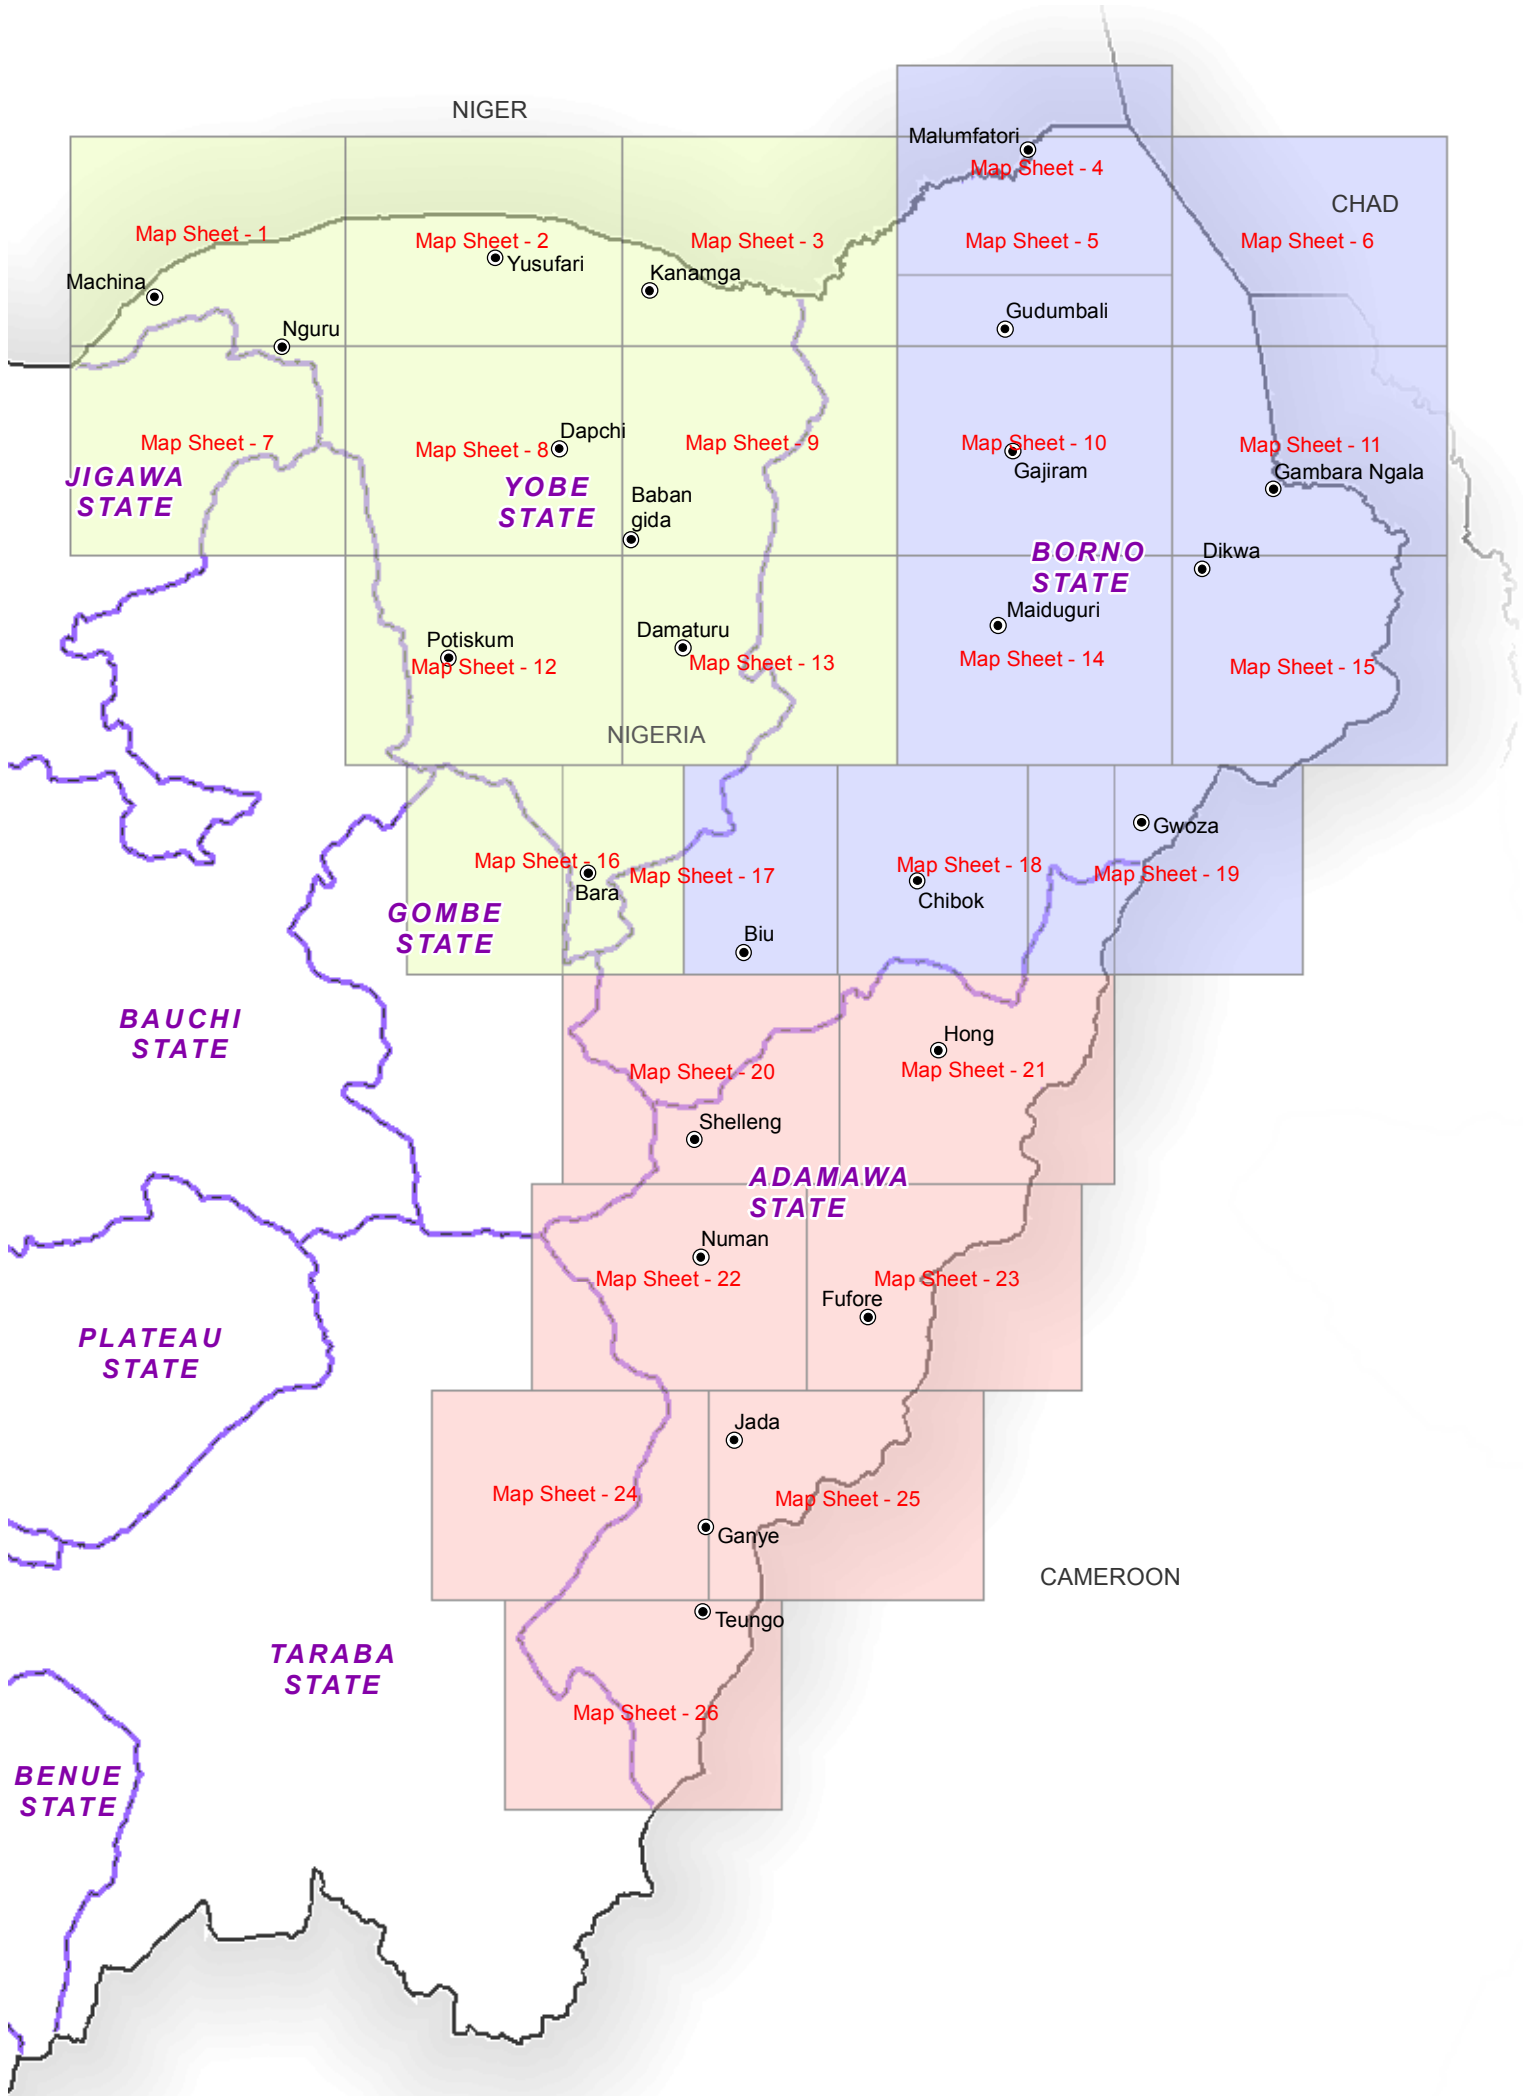 NIGER
Malumfatori
Map Sheet - 4
CHAD
Map Sheet - 1
Map Sheet - 2
Map Sheet - 3
Map Sheet - 5
Map Sheet - 6
Yusufari
Kanamga
Machina
Gudumbali
Nguru
Dapchi
Map Sheet - 7
Map Sheet - 8
Map Sheet - 9
Map Sheet - 10
Map Sheet - 11
Gajiram
Gambara Ngala
JIGAWA
STATE
YOBE
STATE
Baban
gida
BORNO
STATE
Dikwa
Maiduguri
Potiskum
Damaturu
Map Sheet - 12
Map Sheet - 13
Map Sheet - 14
Map Sheet - 15
NIGERIA
Gwoza
Map Sheet - 16
Map Sheet - 17
Map Sheet - 18
Map Sheet - 19
Bara
Chibok
GOMBE
STATE
Biu
BAUCHI
STATE
Hong
Map Sheet - 20
Map Sheet - 21
Shelleng
ADAMAWA
STATE
Numan
Map Sheet - 22
Map Sheet - 23
Fufore
PLATEAU
STATE
Jada
Map Sheet - 24
Map Sheet - 25
Ganye
CAMEROON
Teungo
TARABA
STATE
Map Sheet - 26
BENUE
STATE